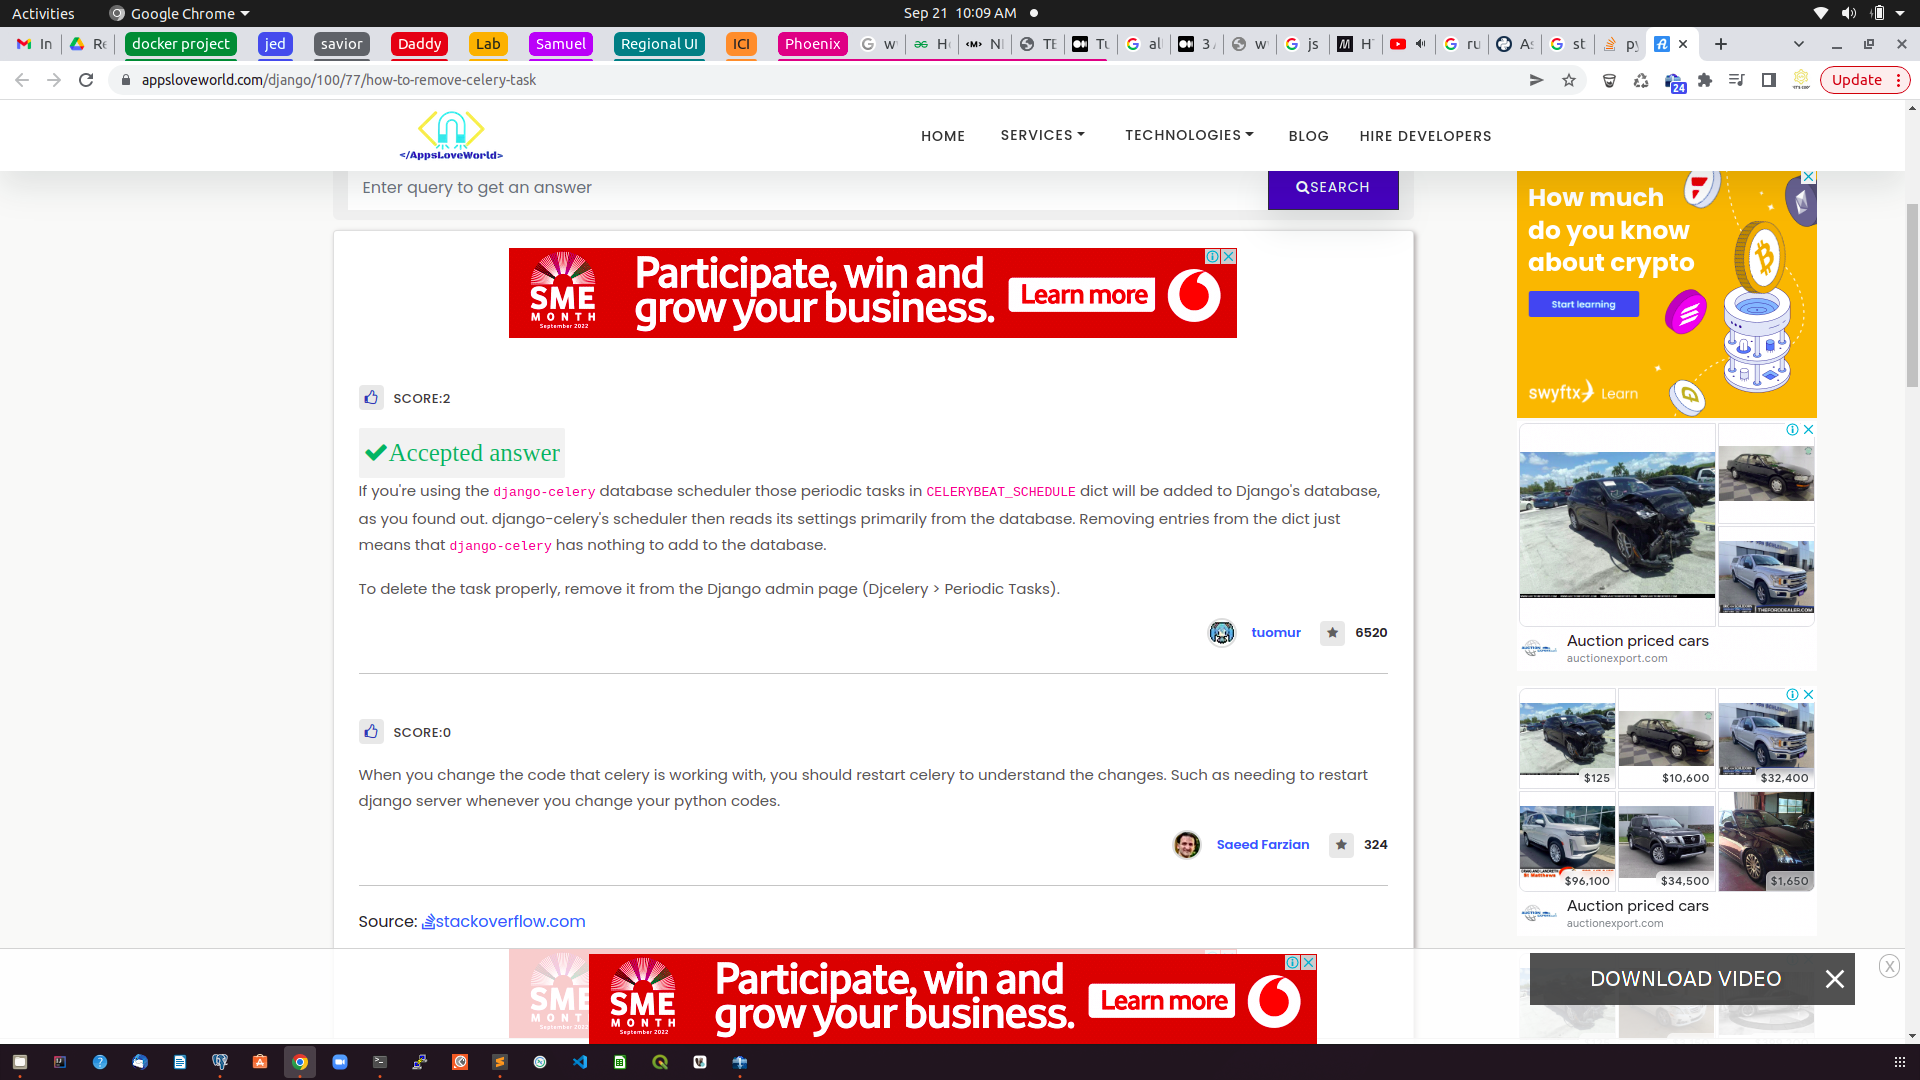 Activities
Google Chrome
Sep 21 10:09 AM
In
Re
docker project
jed
savior
Daddy
Lab
Samuel
Regional UI
ICI
Phoenix
appsloveworld.com/django/100/77/how-to-remove-celery-task
24
Update
</AppsLoveWorld>
HOME
SERVICES
TECHNOLOGIES
BLOG
HIRE DEVELOPERS
Enter query to get an answer
SEARCH
SME
MONTH
September 2022
Participate, win and
grow your business.
Learn more
SCORE:2
Accepted answer
If you're using the django-celery database scheduler those periodic tasks in CELERYBEAT_SCHEDULE dict will be added to Django's database,
as you found out. django-celery's scheduler then reads its settings primarily from the database. Removing entries from the dict just
means that django-celery has nothing to add to the database.
To delete the task properly, remove it from the Django admin page (Djcelery > Periodic Tasks).
tuomur
6520
SCORE:0
When you change the code that celery is working with, you should restart celery to understand the changes. Such as needing to restart
django server whenever you change your python codes.
Saeed Farzian
324
Source: stackoverflow.com
How much
do you know
about crypto
Start learning
swyftx Learn
Auction priced cars
auctionexport.com
$125
$10,600
$32,400
$96,100
$34,500
$1,650
Auction priced cars
auctionexport.com
SME
MONTH
September 2022
Participate, win and
grow your business.
Learn more
DOWNLOAD VIDEO
X